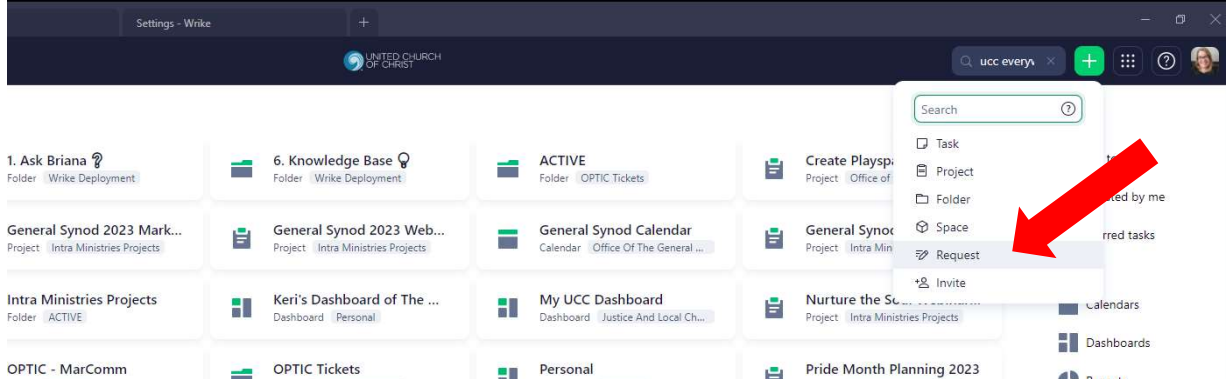 Settings - Wrike
UNITED CHURCH
OF CHRIST
ucc every
Search
Task
Project
Folder
Space
Request
Invite
1. Ask Briana
Folder Wrike Deployment
6. Knowledge Base
Folder Wrike Deployment
ACTIVE
Folder OPTIC Tickets
Create Playspa
Project Office of
ted by me
General Synod 2023 Mark...
Project Intra Ministries Projects
General Synod 2023 Web...
Project Intra Ministries Projects
General Synod Calendar
Calendar Office Of The General ...
General Synod
Project Intra Min
rred tasks
Intra Ministries Projects
Folder ACTIVE
Keri's Dashboard of The ...
Dashboard Personal
My UCC Dashboard
Dashboard Justice And Local Ch...
Nurture the Soul
Project Intra Ministries Projects
Calendars
Dashboards
OPTIC - MarComm
OPTIC Tickets
Personal
Pride Month Planning 2023